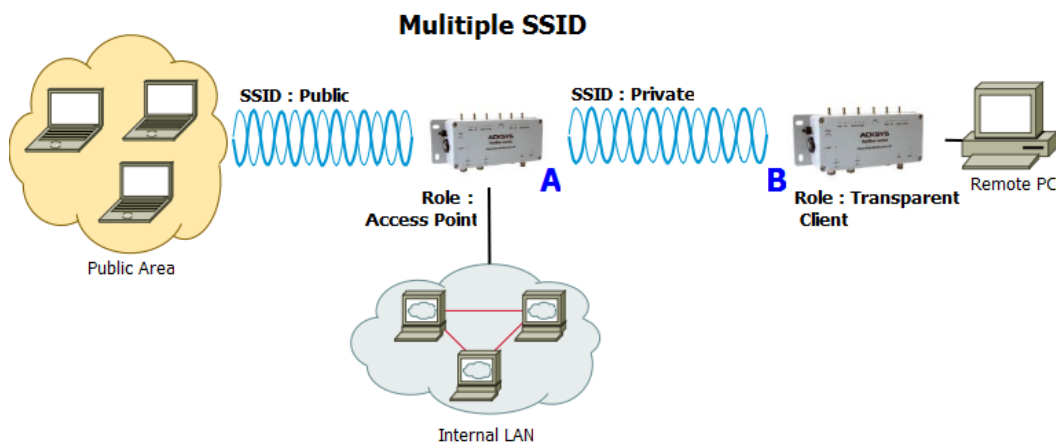 Mulitiple SSID
SSID : Public
SSID : Private
ACKSYS
ACKSYS
A
B
Role :
Access Point
Role : Transparent
Client
Remote PC
Public Area
Internal LAN